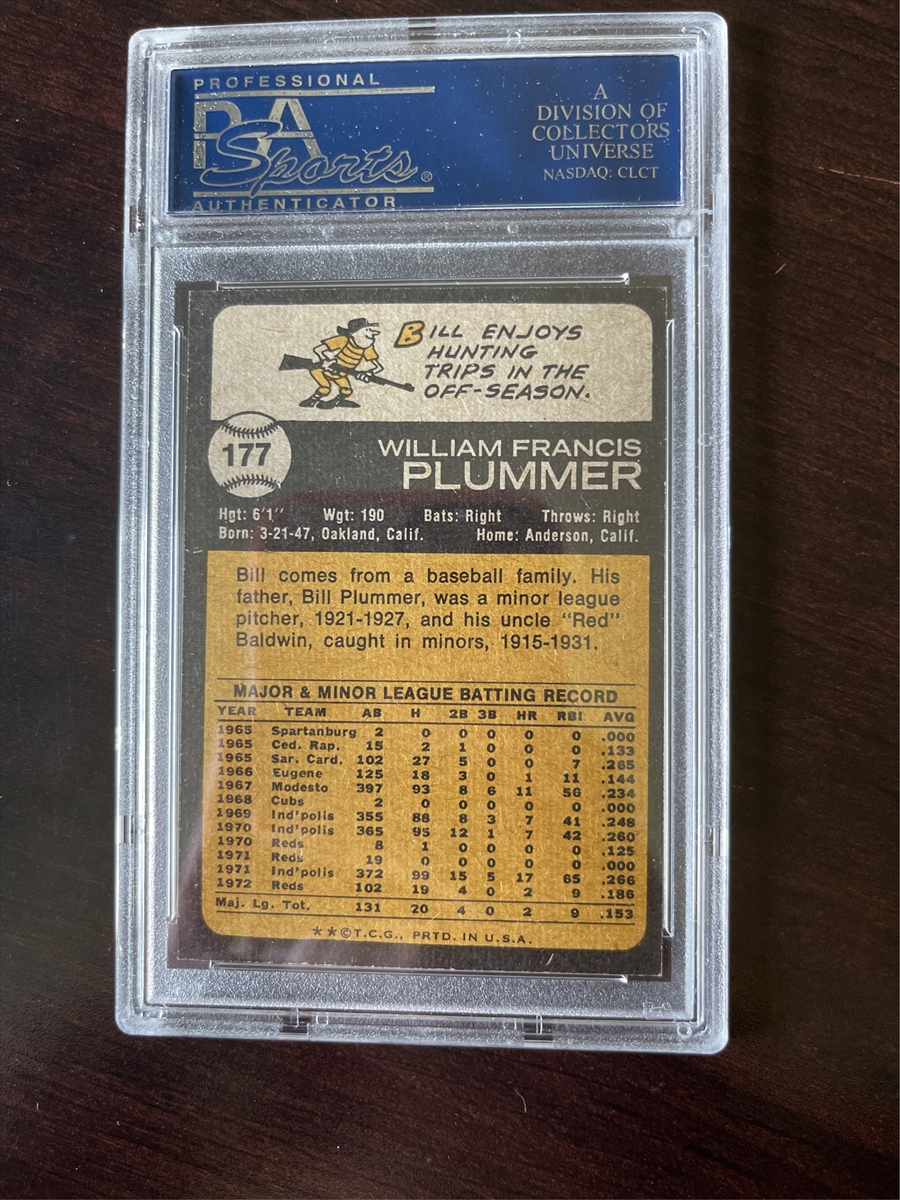 PROFESSIONAL
PSA
Sports®
AUTHENTICATOR
A
DIVISION OF
COLLECTORS
UNIVERSE
NASDAQ: CLCT
BILL ENJOYS
HUNTING
TRIPS IN THE
OFF-SEASON.
177
WILLIAM FRANCIS
PLUMMER
Hgt: 6'1" Wgt: 190 Bats: Right Throws: Right
Born: 3-21-47, Oakland, Calif. Home: Anderson, Calif.
Bill comes from a baseball family. His
father, Bill Plummer, was a minor league
pitcher, 1921-1927, and his uncle "Red"
Baldwin, caught in minors, 1915-1931.
MAJOR & MINOR LEAGUE BATTING RECORD
YEAR TEAM AB H 2B 3B HR RBI AVG
1965 Spartanburg 2 0 0 0 0 0 .000
1965 Ced. Rap. 15 2 1 0 0 0 .133
1965 Sar. Card. 102 27 5 0 0 7 .265
1966 Eugene 125 18 3 0 1 11 .144
1967 Modesto 397 93 8 6 11 56 .234
1968 Cubs 2 0 0 0 0 0 .000
1969 Ind'polis 355 88 8 3 7 41 .248
1970 Ind'polis 365 95 12 1 7 42 .260
1970 Reds 8 1 0 0 0 0 .125
1971 Reds 19 0 0 0 0 0 .000
1971 Ind'polis 372 99 15 5 17 65 .266
1972 Reds 102 19 4 0 2 9 .186
Maj. Lg. Tot. 131 20 4 0 2 9 .153
**©T.C.G., PRTD. IN U.S.A.